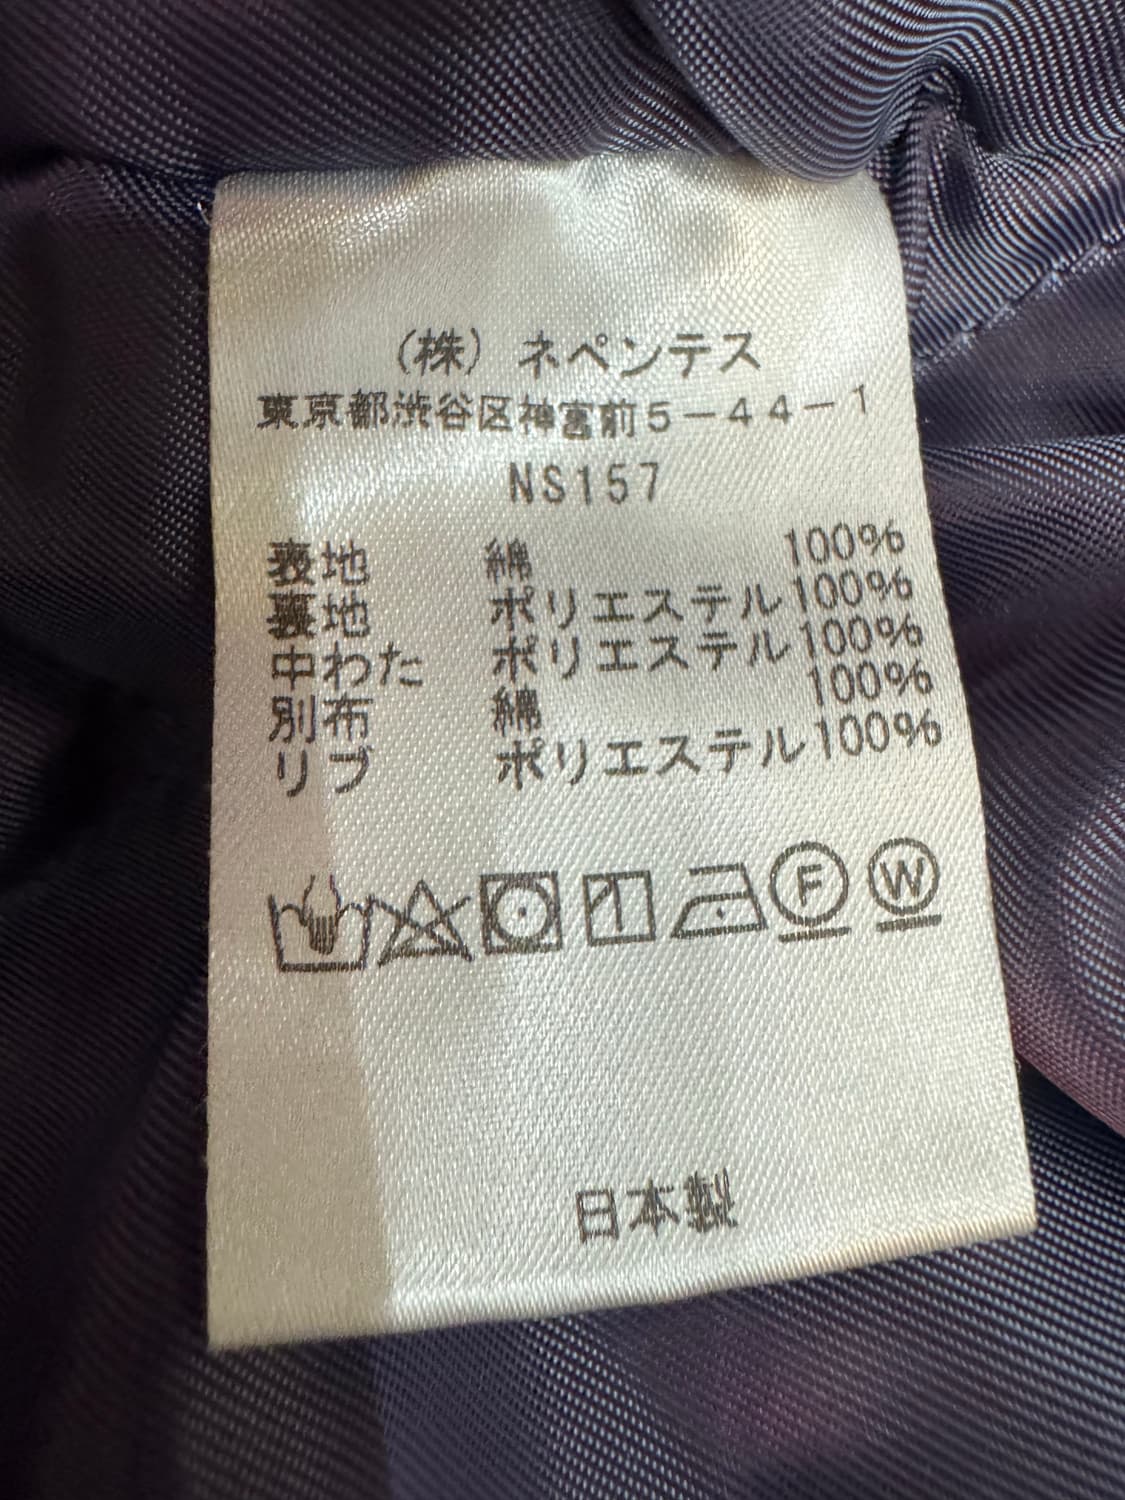 （株）ネペンテス
東京都渋谷区神宮前5-44-1
NS157
表地 綿 100%
裏地 ポリエステル100%
中わた ポリエステル100%
別布 綿 100%
リブ ポリエステル100%
F W
日本製